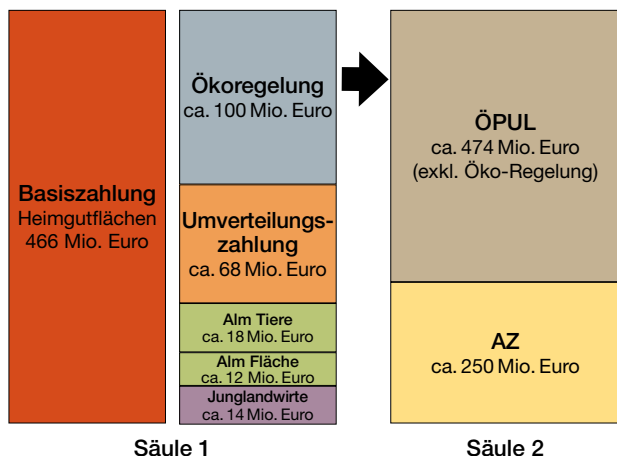 Basiszahlung
Heimgutflächen
466 Mio. Euro
Ökoregelung
ca. 100 Mio. Euro
Umverteilungs-
zahlung
ca. 68 Mio. Euro
Alm Tiere
ca. 18 Mio. Euro
Alm Fläche
ca. 12 Mio. Euro
Junglandwirte
ca. 14 Mio. Euro
Säule 1
ÖPUL
ca. 474 Mio. Euro
(exkl. Öko-Regelung)
AZ
ca. 250 Mio. Euro
Säule 2